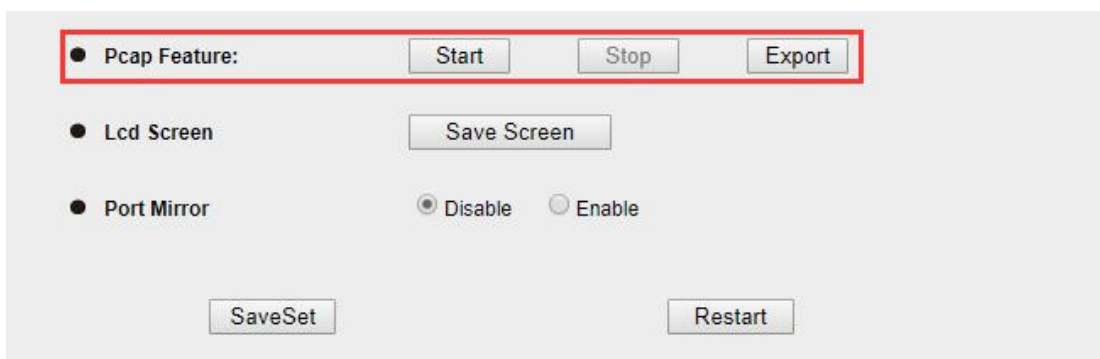 Pcap Feature: Start Stop Export
Lcd Screen Save Screen
Port Mirror Disable Enable
SaveSet Restart